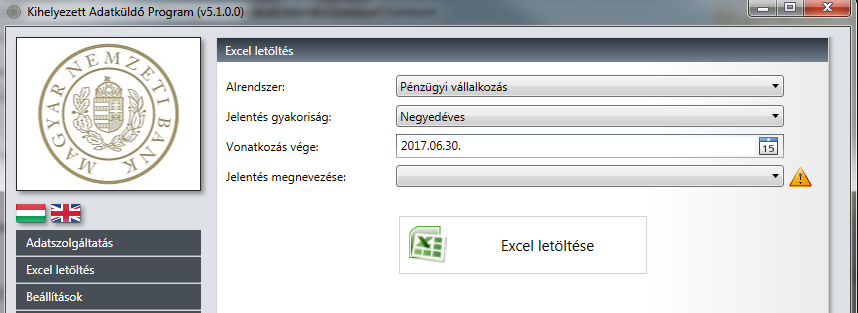 Kihelyezett Adatküldő Program (v5.1.0.0)
MAGYAR NEMZETI BANK
Excel letöltés
Alrendszer:
Pénzügyi vállalkozás
Jelentés gyakoriság:
Negyedéves
Vonatkozás vége:
2017.06.30.
15
Jelentés megnevezése:
Excel letöltése
Adatszolgáltatás
Excel letöltés
Beállítások